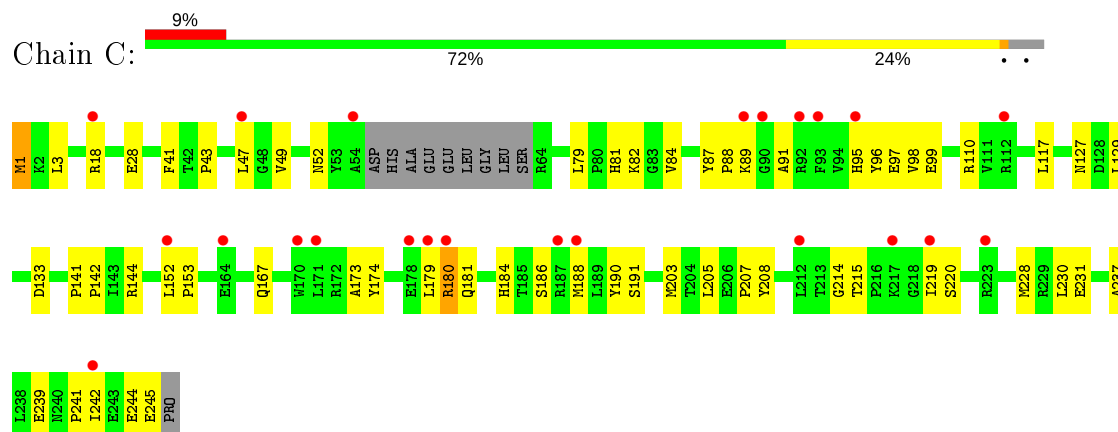 9%
Chain C:
72% 24% • •
M1 K2 L3 R18 E28 F41 T42 P43 L47 G48 V49 N52 Y53 A54 ASP HIS ALA GLU GLU LEU GLY LEU SER R64 L79 P80 H81 K82 G83 V84 Y87 P88 K89 G90 A91 R92 F93 V94 H95 Y96 E97 V98 E99 R110 V111 R112 L117 N127 D128 L129
D133 P141 P142 I143 R144 L152 P153 E164 Q167 W170 L171 R172 A173 Y174 E178 L179 R180 Q181 H184 T185 S186 R187 M188 L189 Y190 S191 M203 T204 L205 E206 P207 Y208 L212 T213 G214 T215 P216 K217 G218 I219 S220 R223 M228 R229 L230 E231 A237
L238 E239 N240 P241 I242 E243 E244 E245 PRO